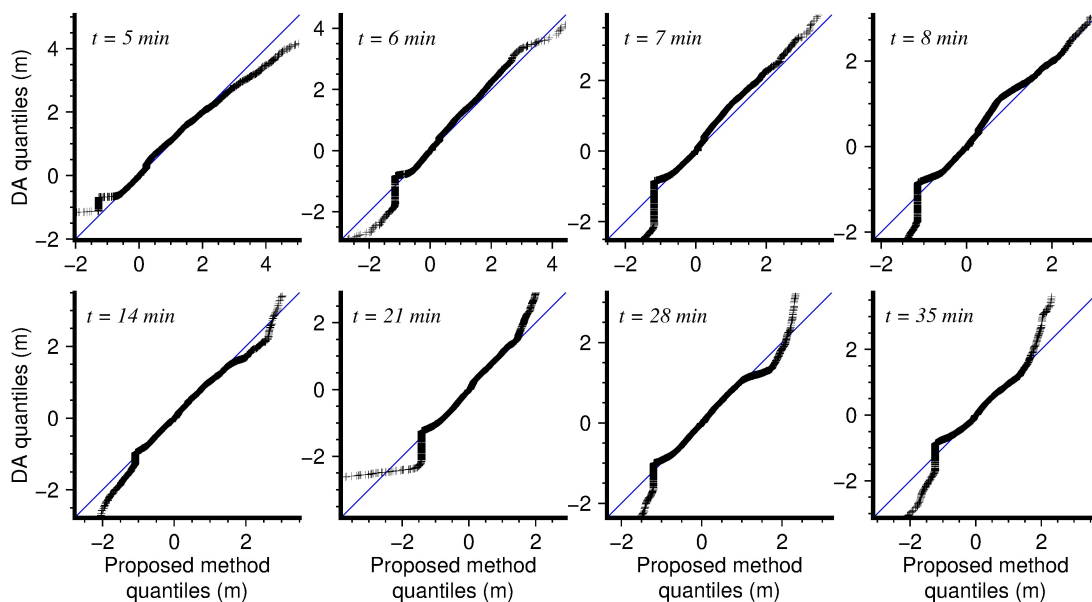 DA quantiles (m)
t = 5 min
4
2
0
−2
−2 0 2 4
t = 6 min
4
2
0
−2
−2 0 2 4
t = 7 min
2
0
−2
−2 0 2
t = 8 min
2
0
−2
−2 0 2
DA quantiles (m)
t = 14 min
2
0
−2
−2 0 2
t = 21 min
2
0
−2
−2 0 2
t = 28 min
2
0
−2
−2 0 2
t = 35 min
2
0
−2
−2 0 2
Proposed method
quantiles (m)
Proposed method
quantiles (m)
Proposed method
quantiles (m)
Proposed method
quantiles (m)